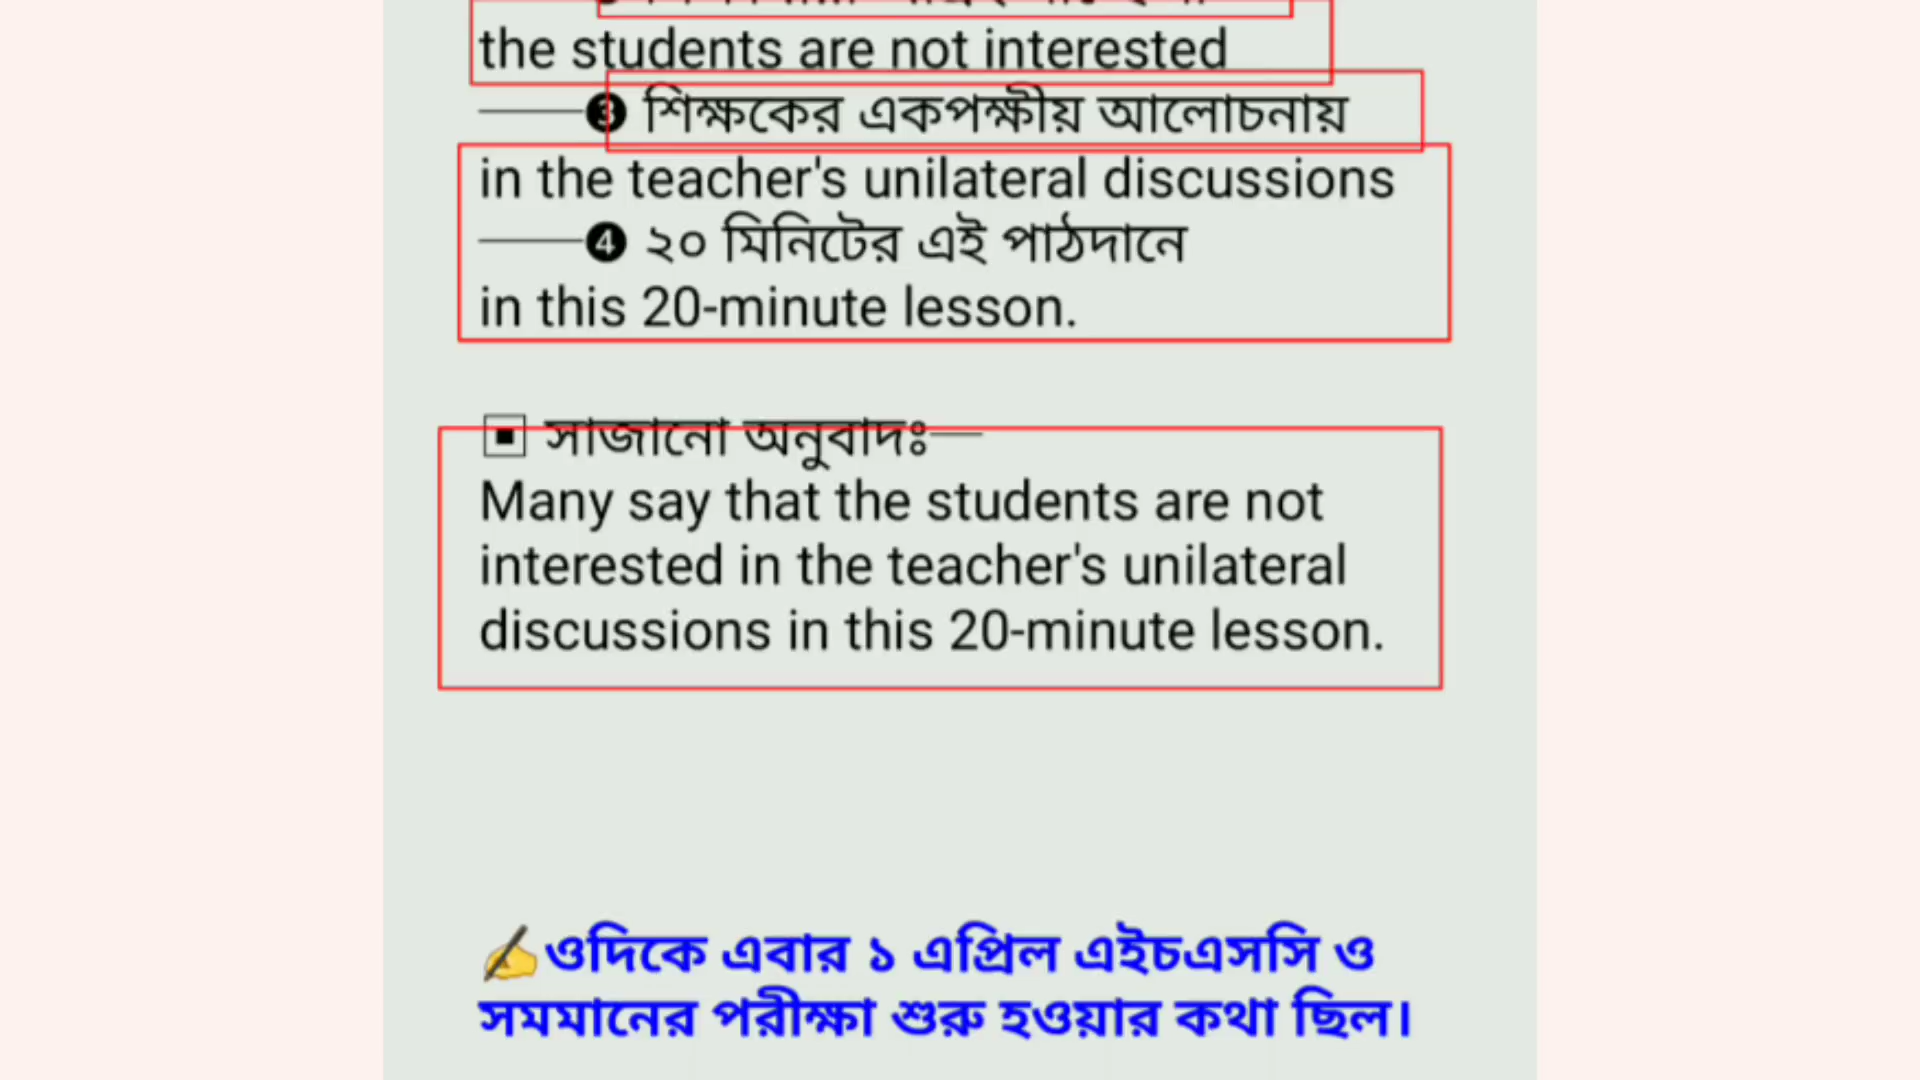 the students are not interested
——❸ শিক্ষকের একপক্ষীয় আলোচনায়
in the teacher's unilateral discussions
——❹ ২০ মিনিটের এই পাঠদানে
in this 20-minute lesson.
▣ সাজানো অনুবাদঃ—
Many say that the students are not
interested in the teacher's unilateral
discussions in this 20-minute lesson.
✍ওদিকে এবার ১ এপ্রিল এইচএসসি ও
সমমানের পরীক্ষা শুরু হওয়ার কথা ছিল।